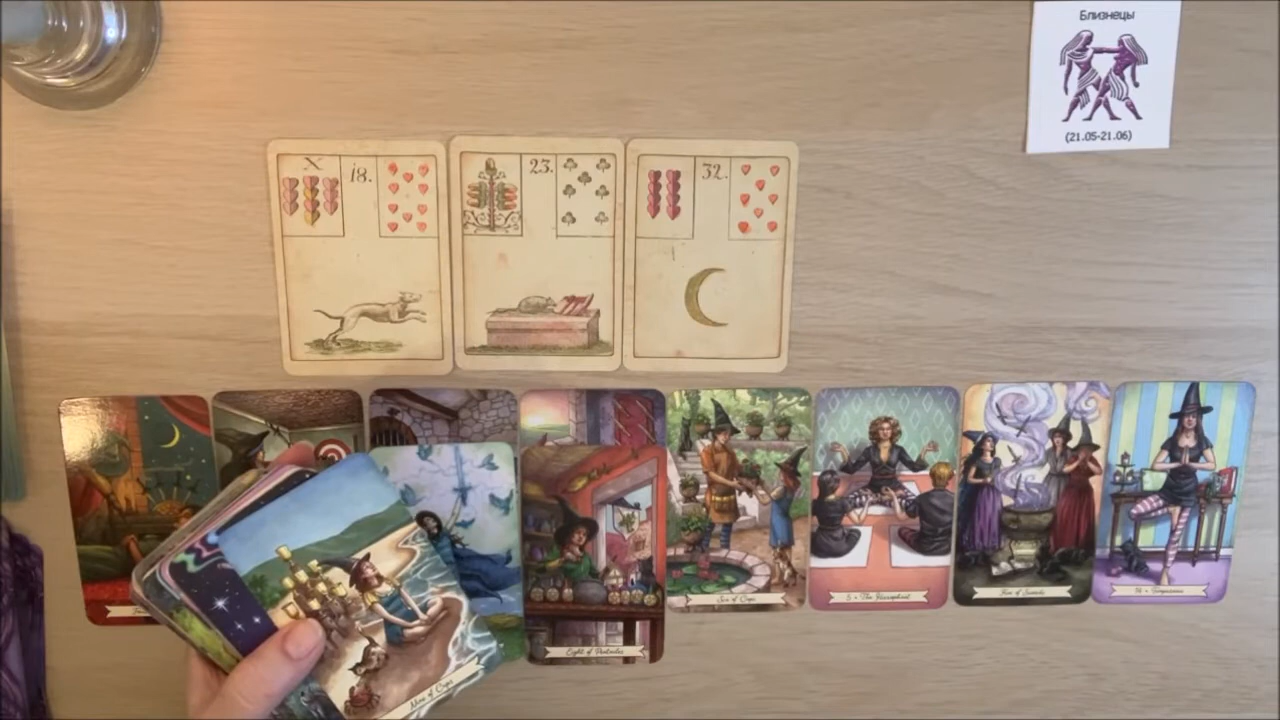 Близнецы
(21.05-21.06)
X
18.
23.
32.
Eight of Pentacles
Six of Cups
5 • The Hierophant
Five of Swords
14 • Temperance
Nine of Cups